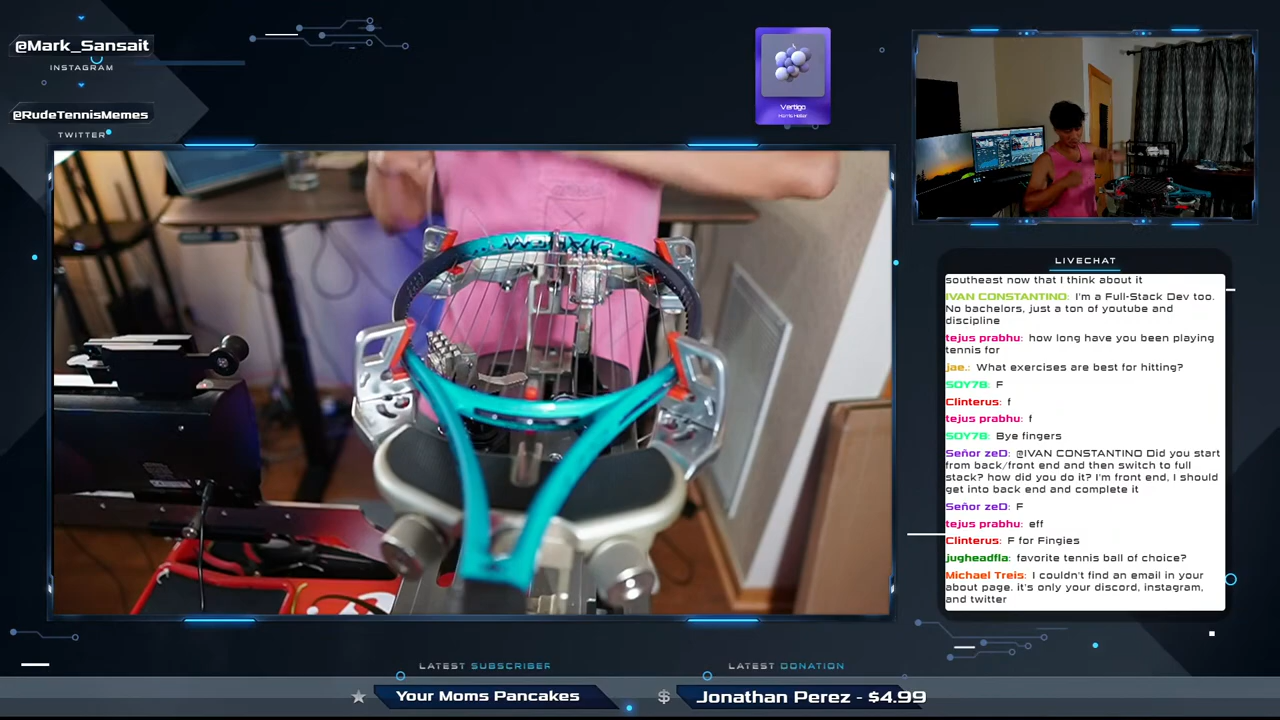 @Mark_Sansait
INSTAGRAM
@RudeTennisMemes
TWITTER
Vertigo
LIVECHAT
southeast now that I think about it
IVAN CONSTANTINO: I'm a Full-Stack Dev too.
No bachelors, just a ton of youtube and
discipline
tejus prabhu: how long have you been playing
tennis for
jae.: What exercises are best for hitting?
SOY78: F
Clinterus: f
tejus prabhu: f
SOY78: Bye fingers
Señor zeD: @IVAN CONSTANTINO Did you start
from back/front end and then switch to full
stack? how did you do it? I'm front end, I should
get into back end and complete it
Señor zeD: F
tejus prabhu: eff
Clinterus: F for Fingies
jugheadfla: favorite tennis ball of choice?
Michael Treis: I couldn't find an email in your
about page. it's only your discord, instagram,
and twitter
LATEST SUBSCRIBER
Your Moms Pancakes
LATEST DONATION
$ Jonathan Perez - $4.99